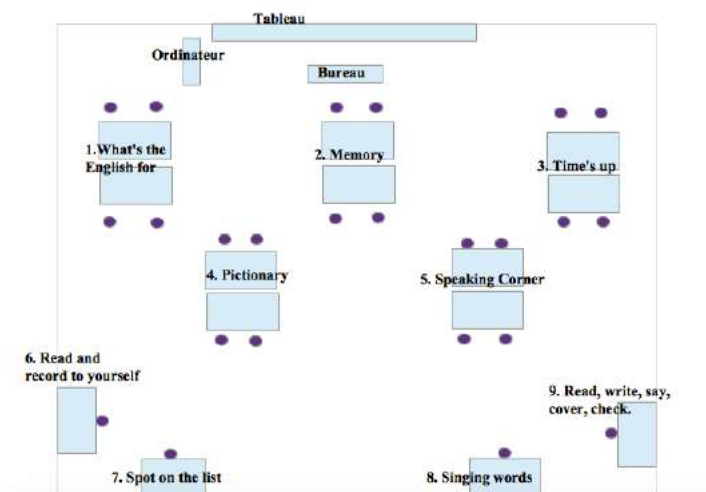 Tableau
Ordinateur
Bureau
1.What's the
English for
2. Memory
3. Time's up
4. Pictionary
5. Speaking Corner
6. Read and
record to yourself
9. Read, write, say,
cover, check.
7. Spot on the list
8. Singing words